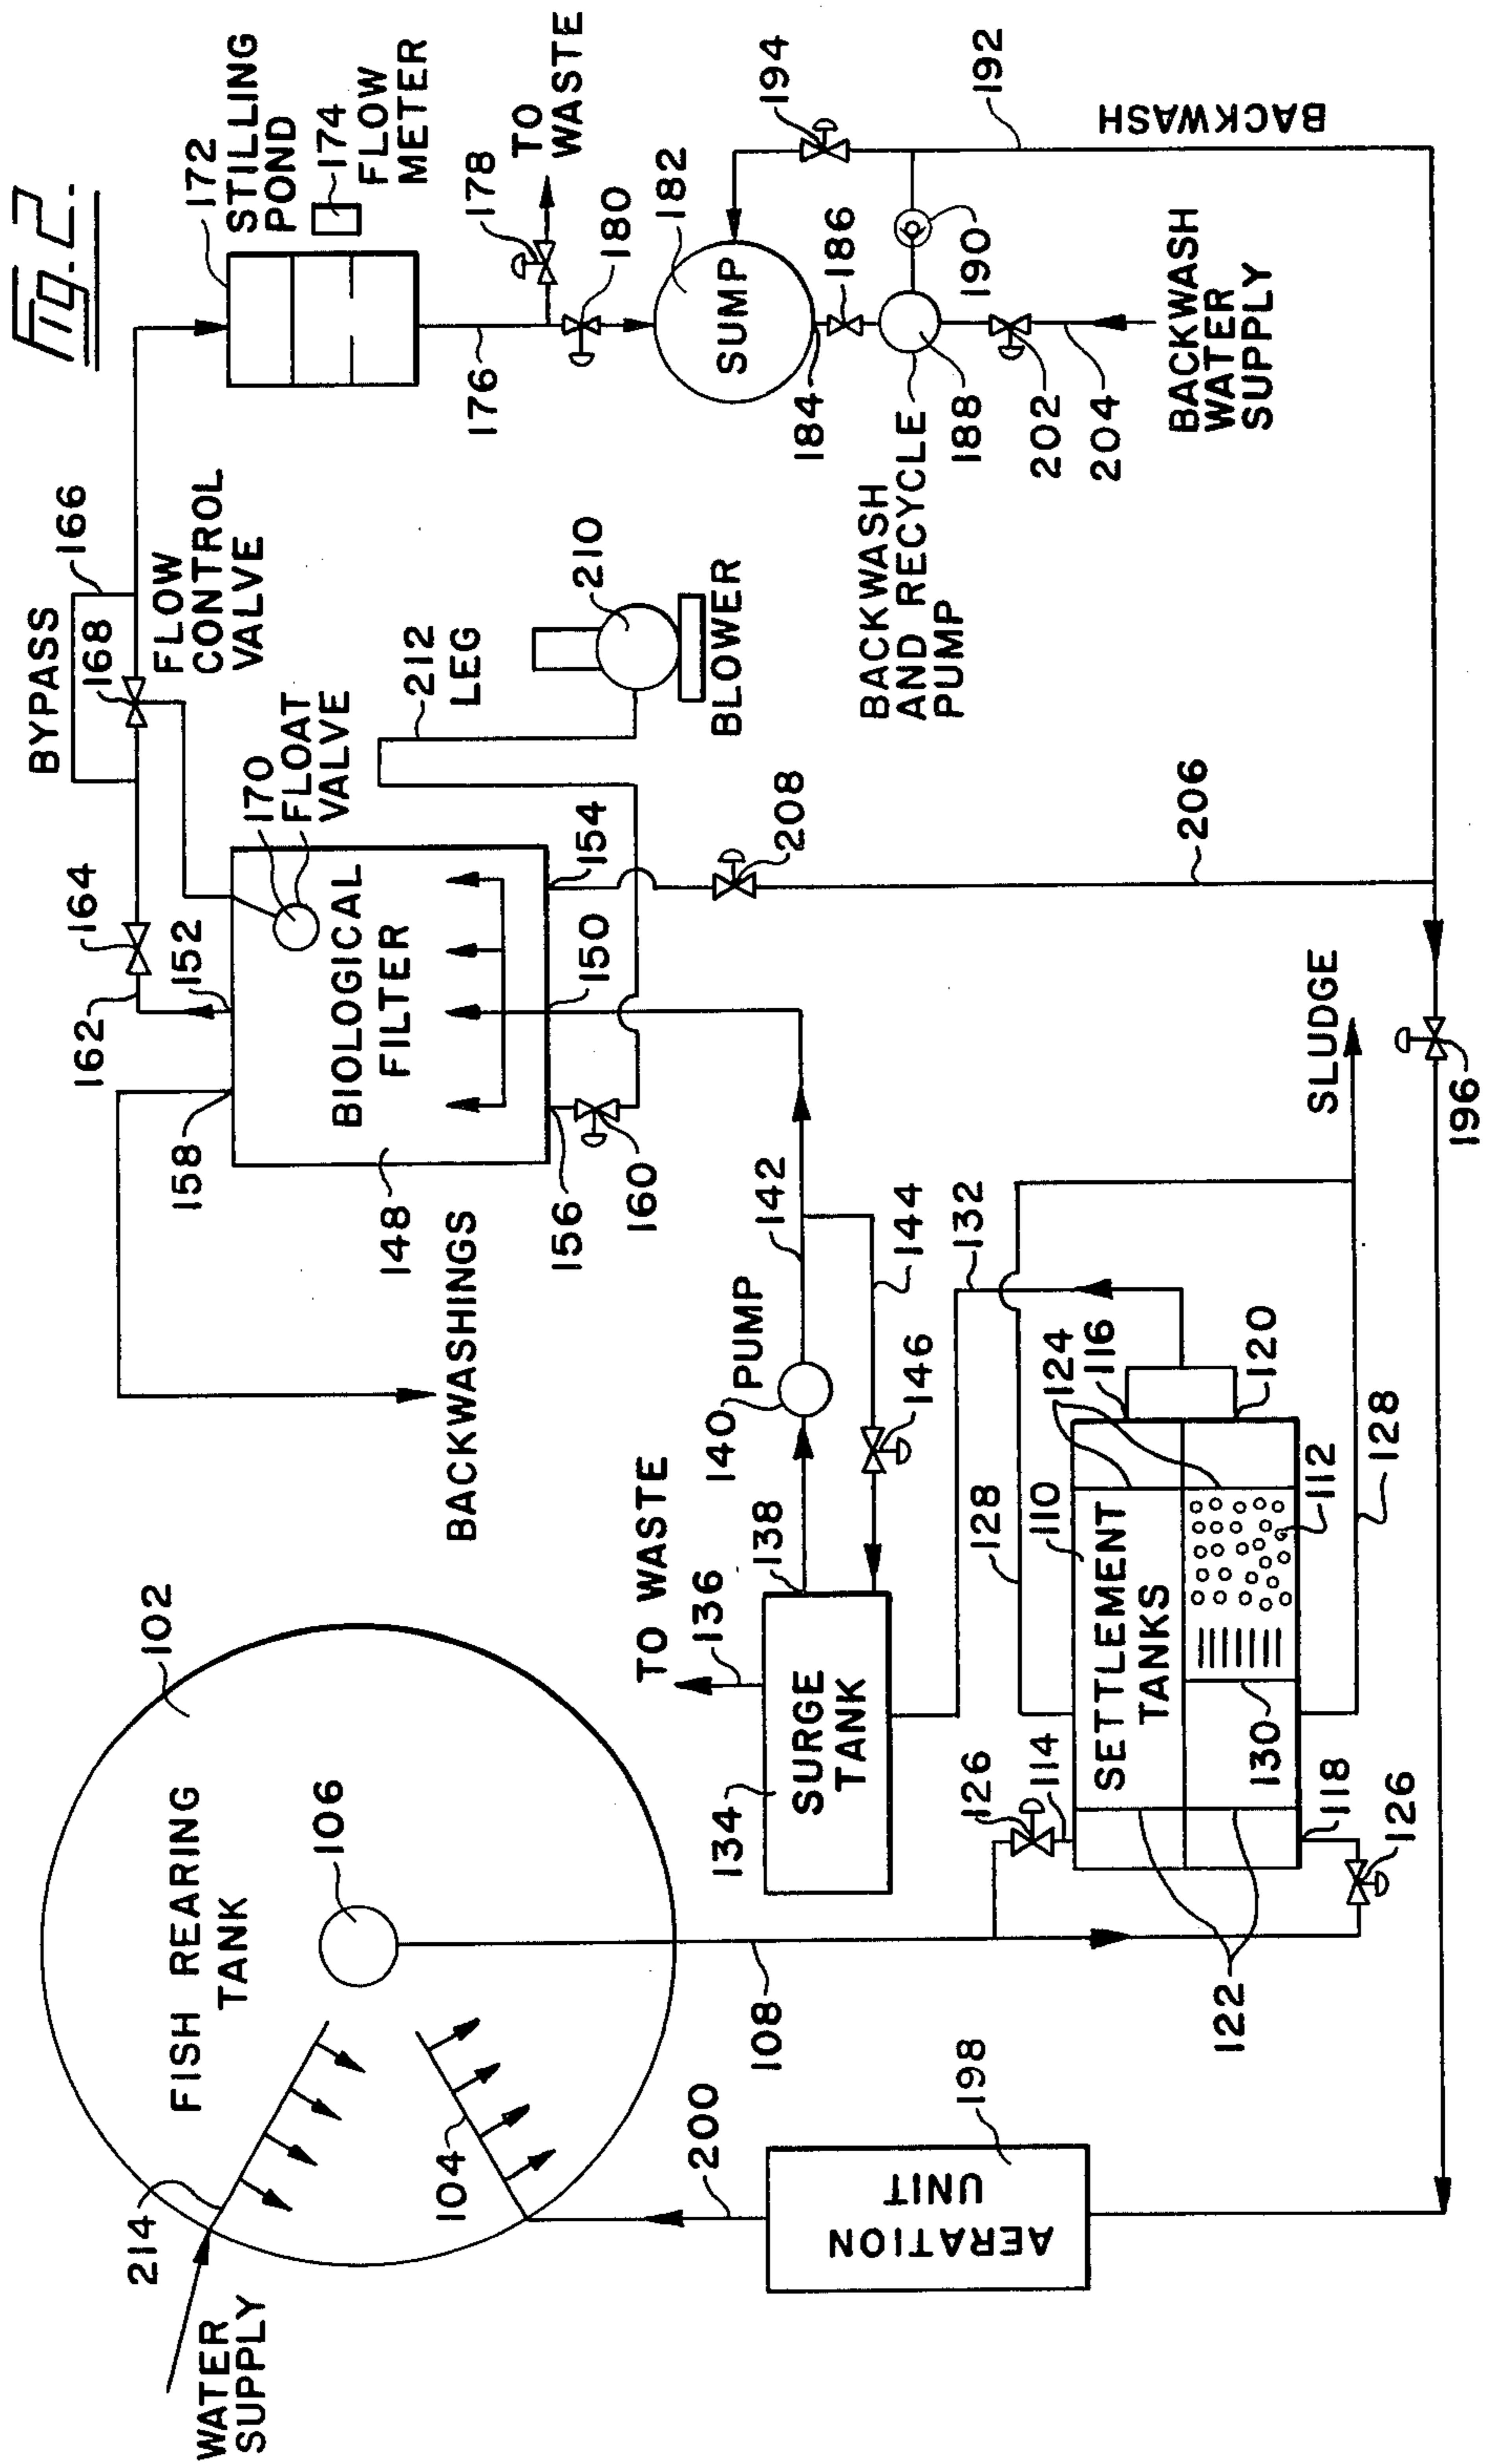 Fig. 2.
WATER
SUPPLY
214
FISH REARING
TANK
102
106
104
108
200
AERATION
UNIT
198
BACKWASHINGS
158
162
152
164
BYPASS
166
168
FLOW
CONTROL
VALVE
170
FLOAT
VALVE
BIOLOGICAL
FILTER
148
156
160
150
154
208
206
212
LEG
210
BLOWER
172
STILLING
POND
174
FLOW
METER
176
178
TO
WASTE
180
182
SUMP
184
186
188
190
BACKWASH
AND RECYCLE
PUMP
202
204
BACKWASH
WATER
SUPPLY
194
192
BACKWASH
196
TO WASTE
136
134
SURGE
TANK
138
140
PUMP
142
144
146
132
128
110
SETTLEMENT
TANKS
124
116
120
112
128
130
118
126
114
126
122
SLUDGE